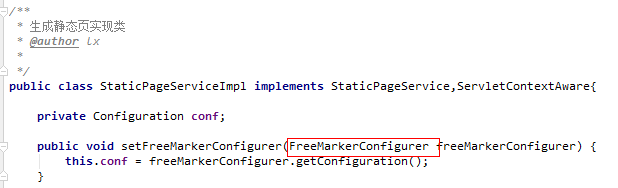 /**
 * 生成静态页实现类
 * @author lx
 *
 */
public class StaticPageServiceImpl implements StaticPageService,ServletContextAware{
private Configuration conf;
public void setFreeMarkerConfigurer(FreeMarkerConfigurer freeMarkerConfigurer) {
this.conf = freeMarkerConfigurer.getConfiguration();
}